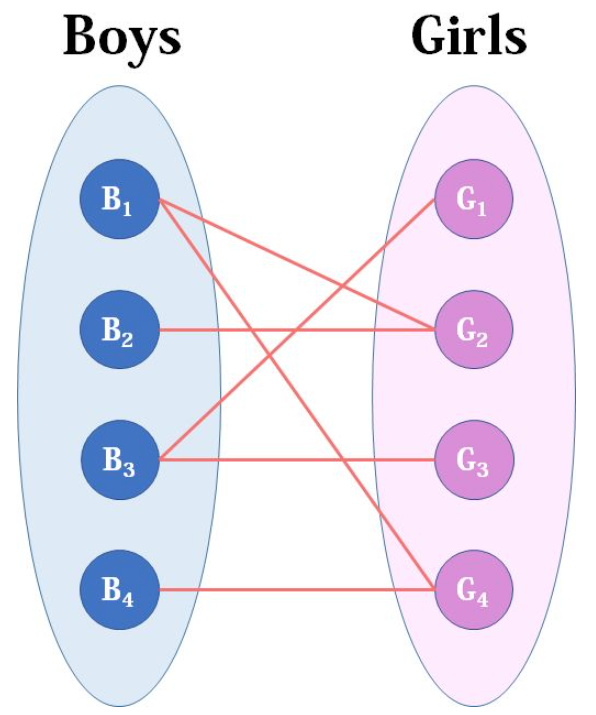 Boys Girls
B₁ G₁
B₂ G₂
B₃ G₃
B₄ G₄